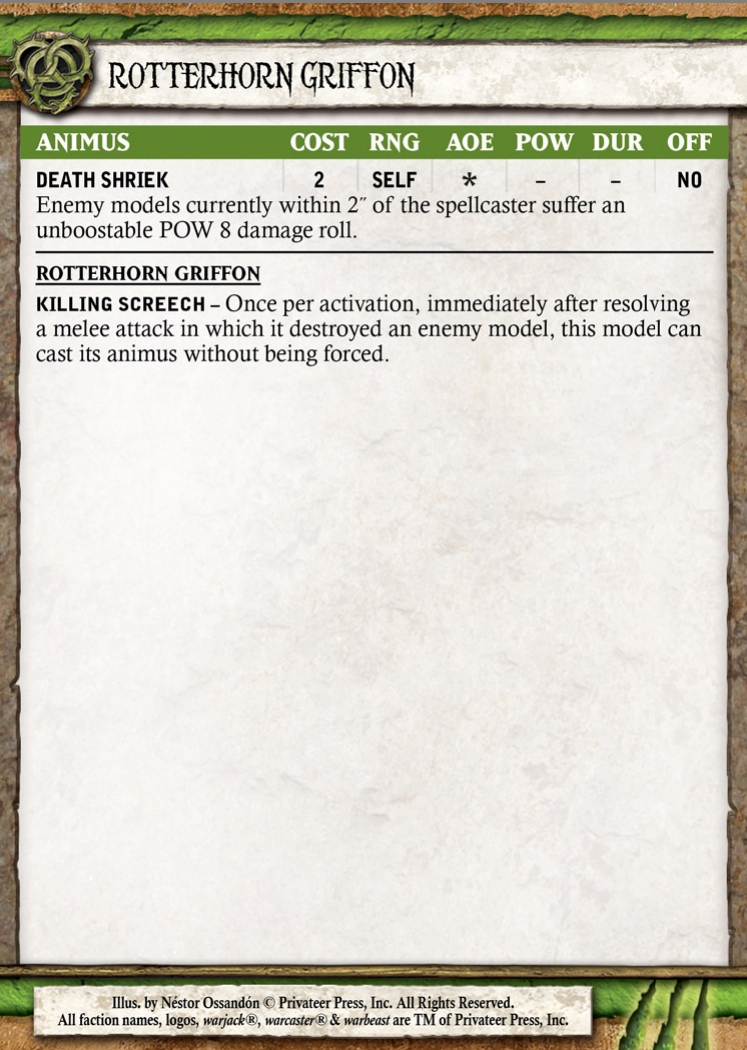 ROTTERHORN GRIFFON
ANIMUS COST RNG AOE POW DUR OFF
DEATH SHRIEK 2 SELF * – – NO
Enemy models currently within 2˝ of the spellcaster suffer an
unboostable POW 8 damage roll.
ROTTERHORN GRIFFON
KILLING SCREECH – Once per activation, immediately after resolving
a melee attack in which it destroyed an enemy model, this model can
cast its animus without being forced.
Illus. by Néstor Ossandón © Privateer Press, Inc. All Rights Reserved.
All faction names, logos, warjack®, warcaster® & warbeast are TM of Privateer Press, Inc.